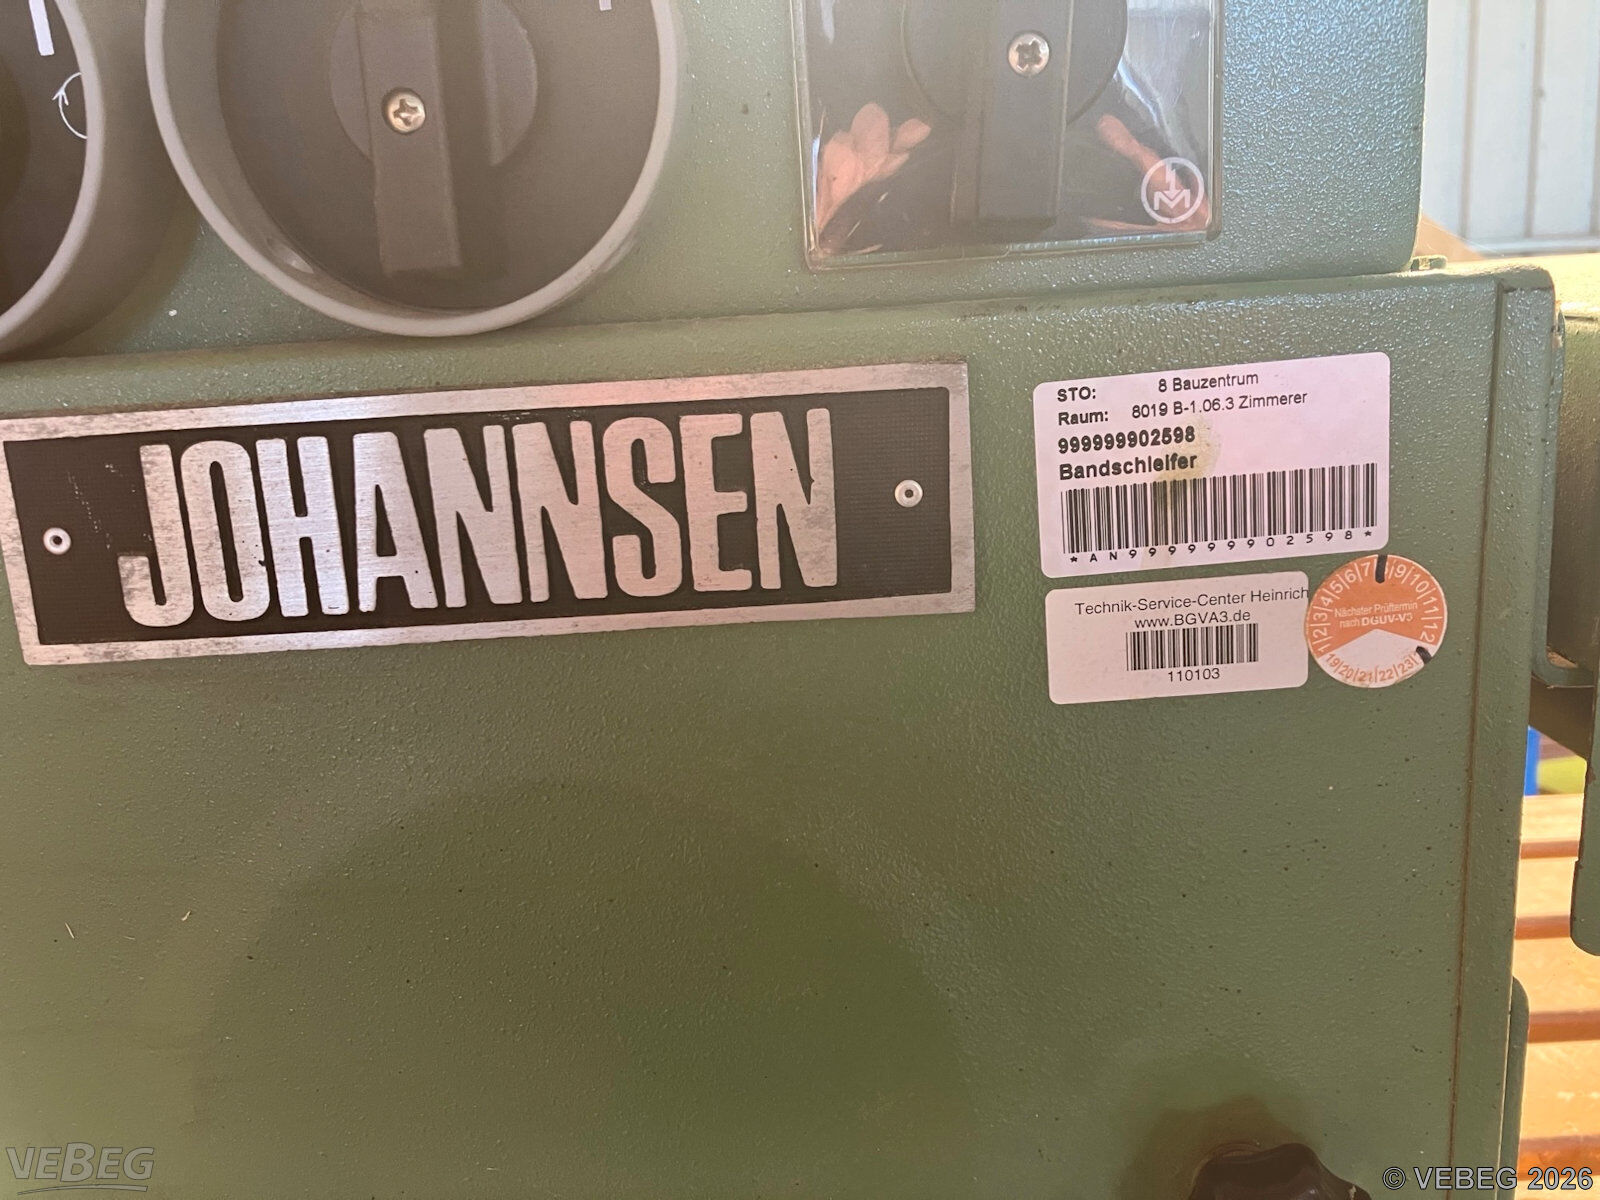 JOHANNSEN
STO: 8 Bauzentrum
Raum: 8019 B-1.06.3 Zimmerer
999999902598
Bandschleifer
*AN999999902598*
Technik-Service-Center Heinrich
www.BGVA3.de
110103
1|2|3|4|5|6|7|8|9|10|11|12
Nächster Prüftermin
nach DGUV-V3
19|20|21|22|23|
M
VEBEG
© VEBEG 2026